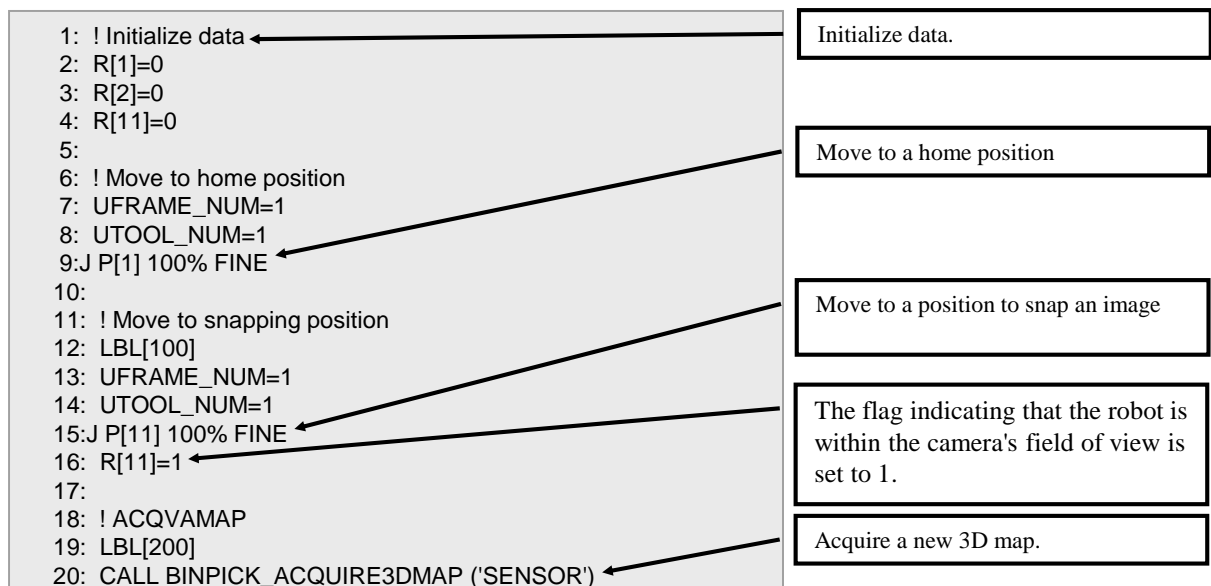 1: ! Initialize data
2: R[1]=0
3: R[2]=0
4: R[11]=0
5:
6: ! Move to home position
7: UFRAME_NUM=1
8: UTOOL_NUM=1
9:J P[1] 100% FINE
10:
11: ! Move to snapping position
12: LBL[100]
13: UFRAME_NUM=1
14: UTOOL_NUM=1
15:J P[11] 100% FINE
16: R[11]=1
17:
18: ! ACQVAMAP
19: LBL[200]
20: CALL BINPICK_ACQUIRE3DMAP ('SENSOR')
Initialize data.
Move to a home position
Move to a position to snap an image
The flag indicating that the robot is
within the camera's field of view is
set to 1.
Acquire a new 3D map.